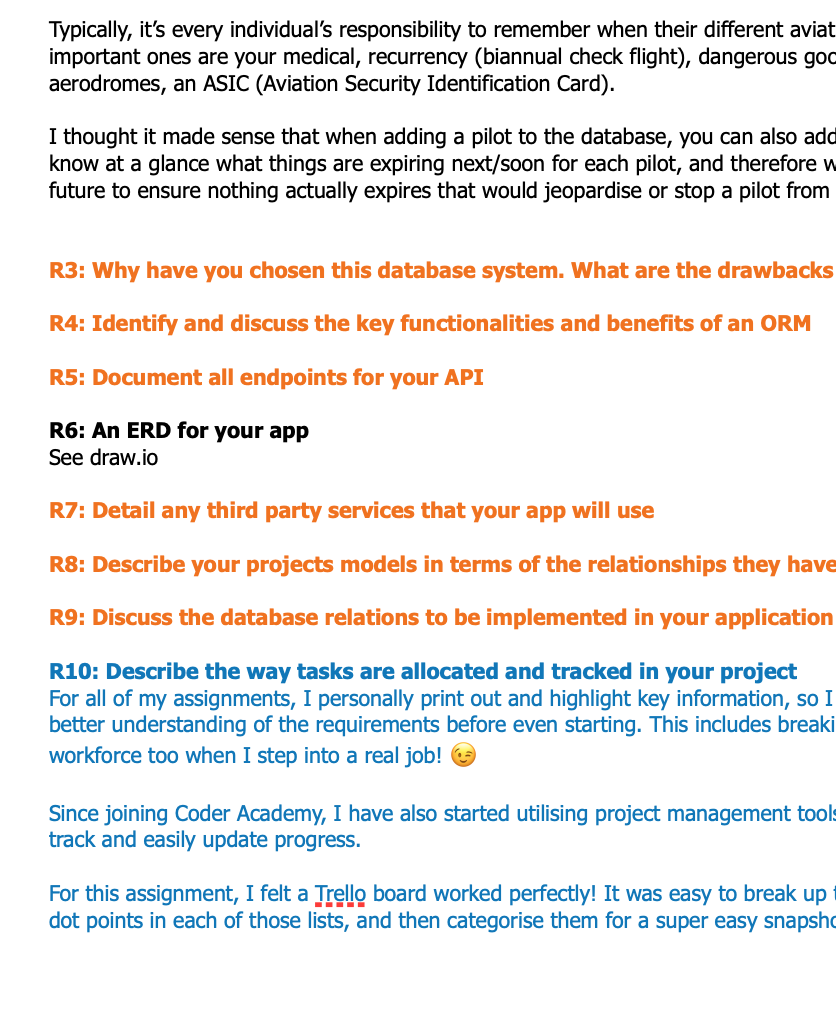 Typically, it's every individual's responsibility to remember when their different
important ones are your medical, recurrency (biannual check flight), dangerous
aerodromes, an ASIC (Aviation Security Identification Card).
I thought it made sense that when adding a pilot to the database, you can also add
know at a glance what things are expiring next/soon for each pilot, and therefore
future to ensure nothing actually expires that would jeopardise or stop a pilot from
R3: Why have you chosen this database system. What are the drawbacks
R4: Identify and discuss the key functionalities and benefits of an ORM
R5: Document all endpoints for your API
R6: An ERD for your app
See draw.io
R7: Detail any third party services that your app will use
R8: Describe your projects models in terms of the relationships they have
R9: Discuss the database relations to be implemented in your application
R10: Describe the way tasks are allocated and tracked in your project
For all of my assignments, I personally print out and highlight key information, so I
better understanding of the requirements before even starting. This includes
workforce too when I step into a real job! 😉
Since joining Coder Academy, I have also started utilising project management tools
track and easily update progress.
For this assignment, I felt a Trello board worked perfectly! It was easy to break up
dot points in each of those lists, and then categorise them for a super easy